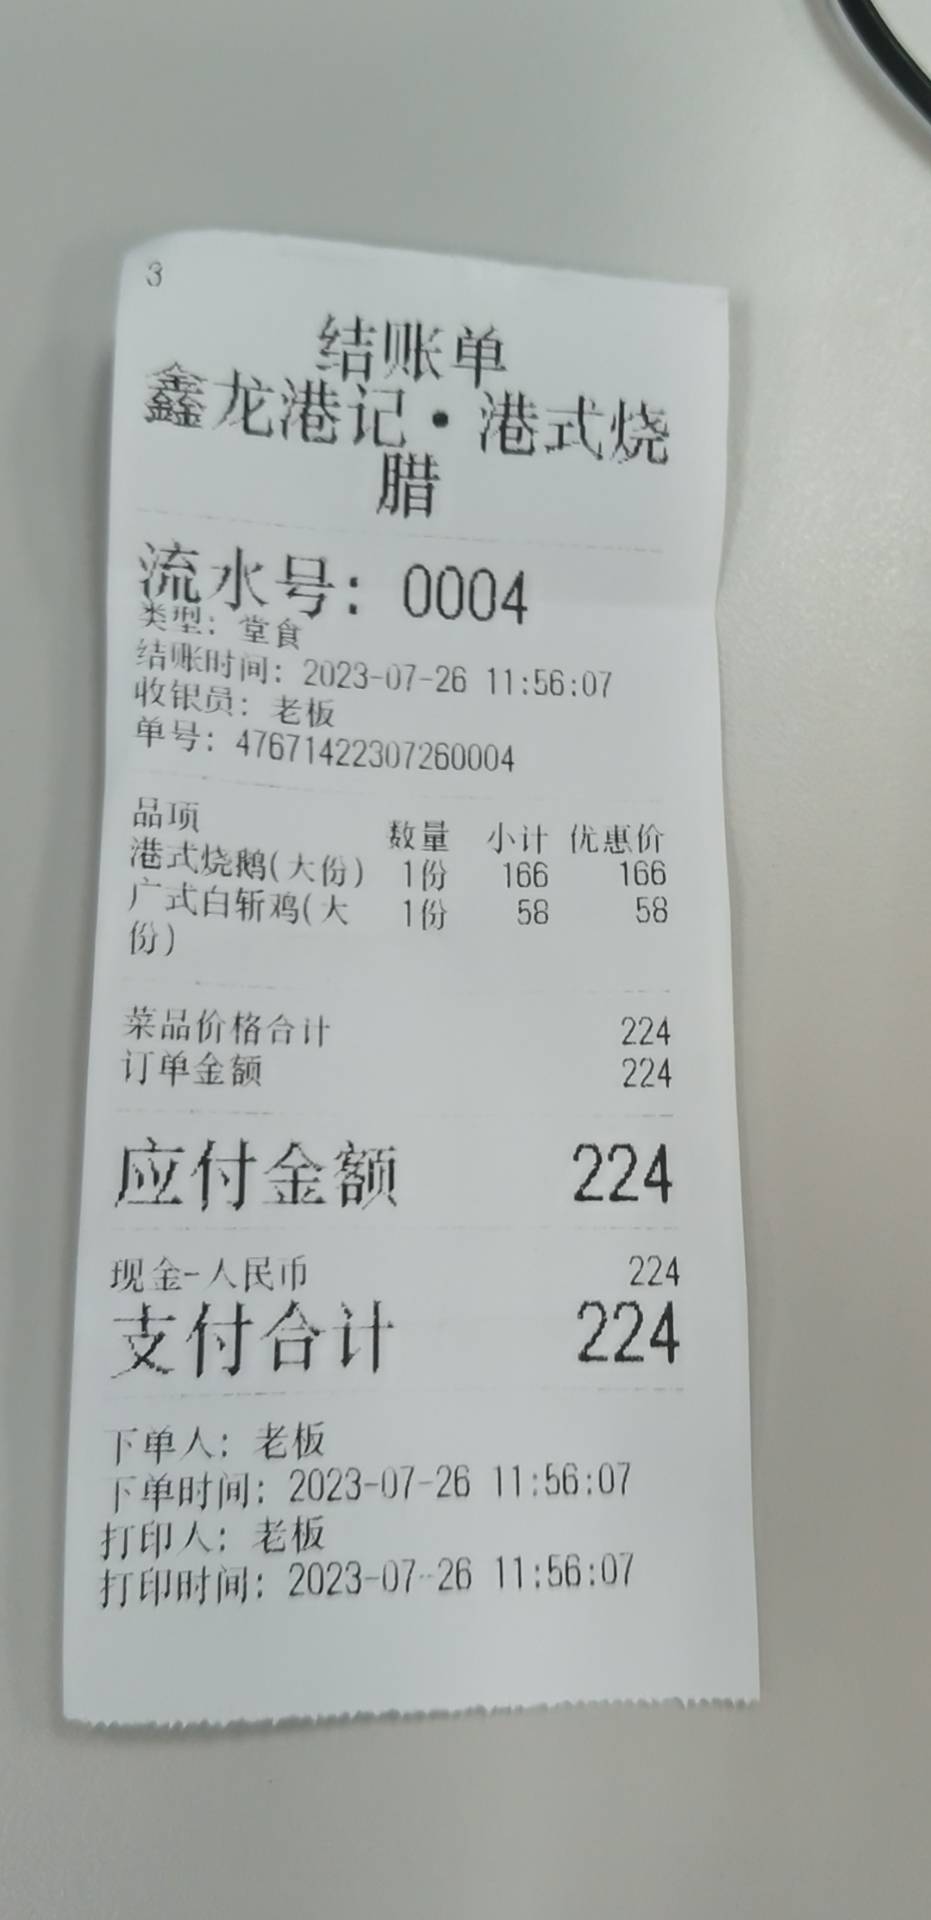 3
结账单
鑫龙港记·港式烧
腊
流水号：0004
类型：堂食
结账时间：2023-07-26 11:56:07
收银员：老板
单号：47671422307260004
品项 数量 小计 优惠价
港式烧鹅(大份) 1份 166 166
广式白斩鸡(大 1份 58 58
份)
菜品价格合计 224
订单金额 224
应付金额 224
现金-人民币 224
支付合计 224
下单人：老板
下单时间：2023-07-26 11:56:07
打印人：老板
打印时间：2023-07-26 11:56:07